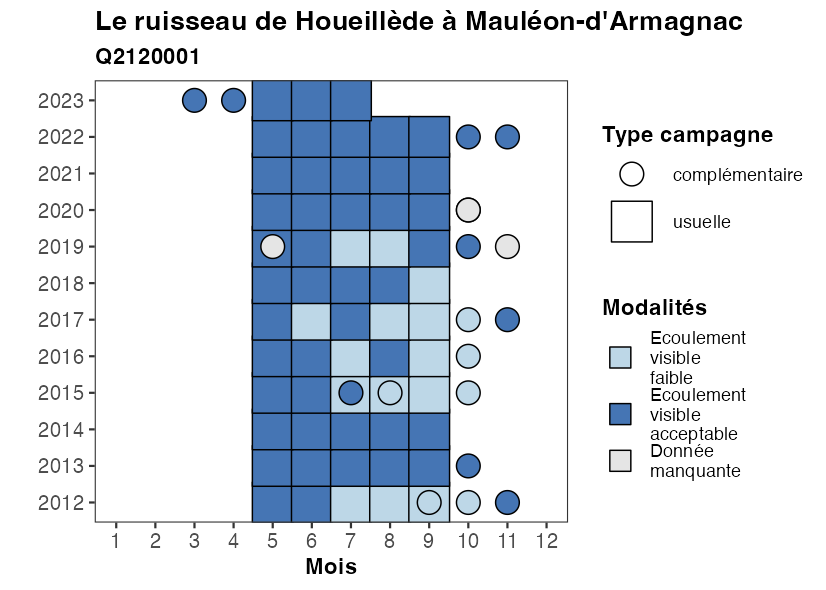 Le ruisseau de Houeillède à Mauléon-d'Armagnac
Q2120001
2023
2022
2021
2020
2019
2018
2017
2016
2015
2014
2013
2012
1 2 3 4 5 6 7 8 9 10 11 12
Mois
Type campagne
complémentaire
usuelle
Modalités
Ecoulement
visible
faible
Ecoulement
visible
acceptable
Donnée
manquante